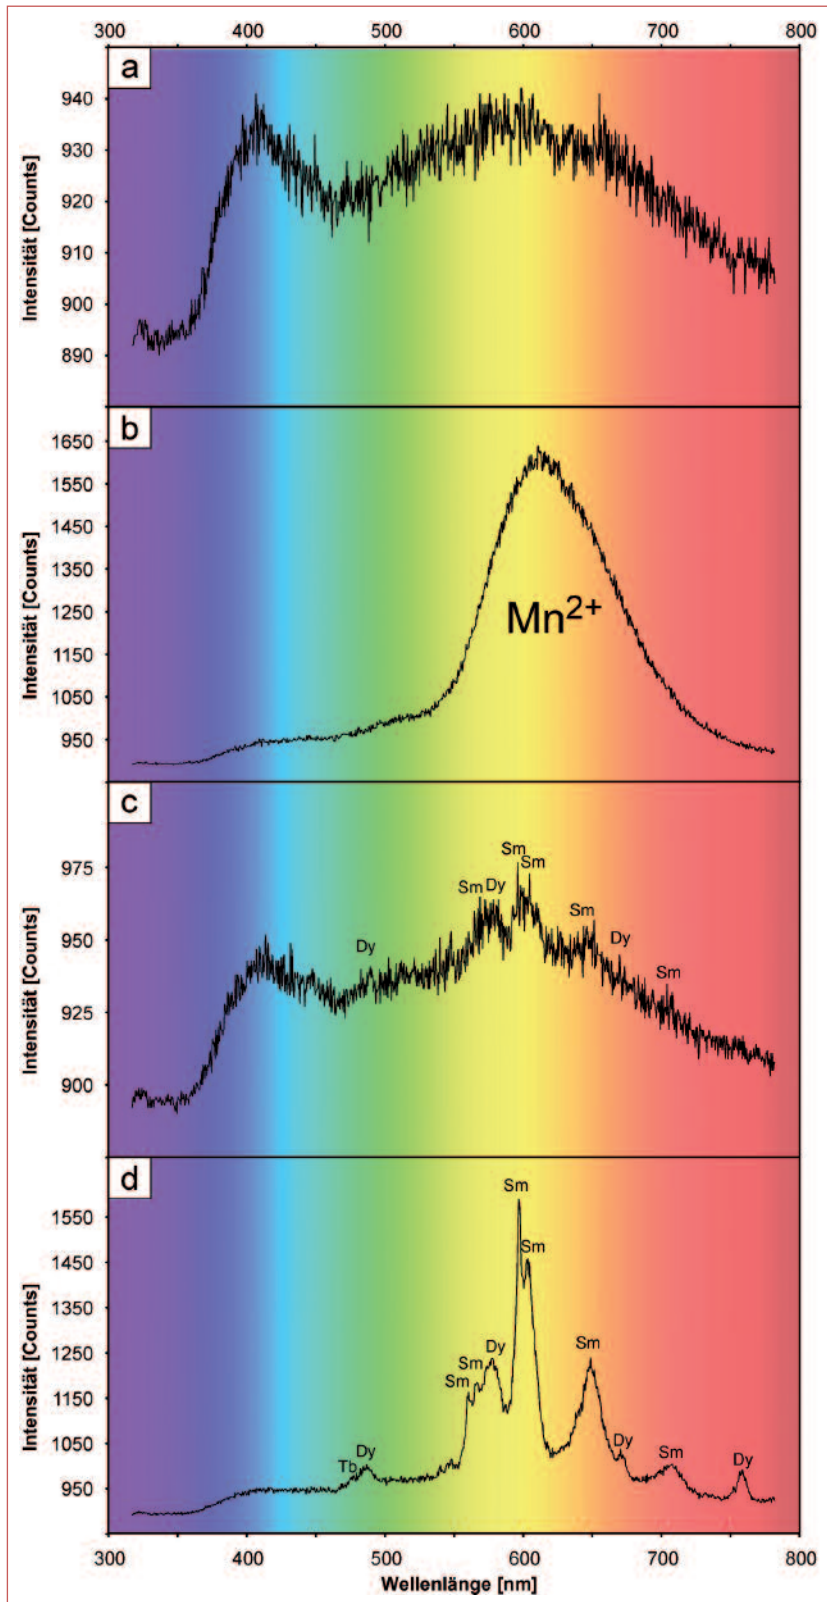 300 400 500 600 700 800
a
940
930
920
910
900
890
Intensität [Counts]
b
1650
1550
1450
1350
1250
1150
1050
950
Intensität [Counts]
Mn²⁺
c
975
950
925
900
Intensität [Counts]
Dy Sm Dy Sm Sm Sm Dy Sm
d
1550
1450
1350
1250
1150
1050
950
Intensität [Counts]
Tb Dy Sm Sm Dy Sm Sm Sm Dy Sm Dy
300 400 500 600 700 800
Wellenlänge [nm]